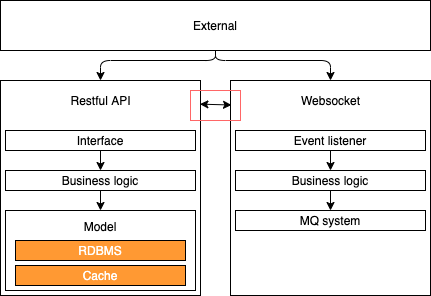 External
Restful API
Websocket
Interface
Event listener
Business logic
Business logic
Model
MQ system
RDBMS
Cache